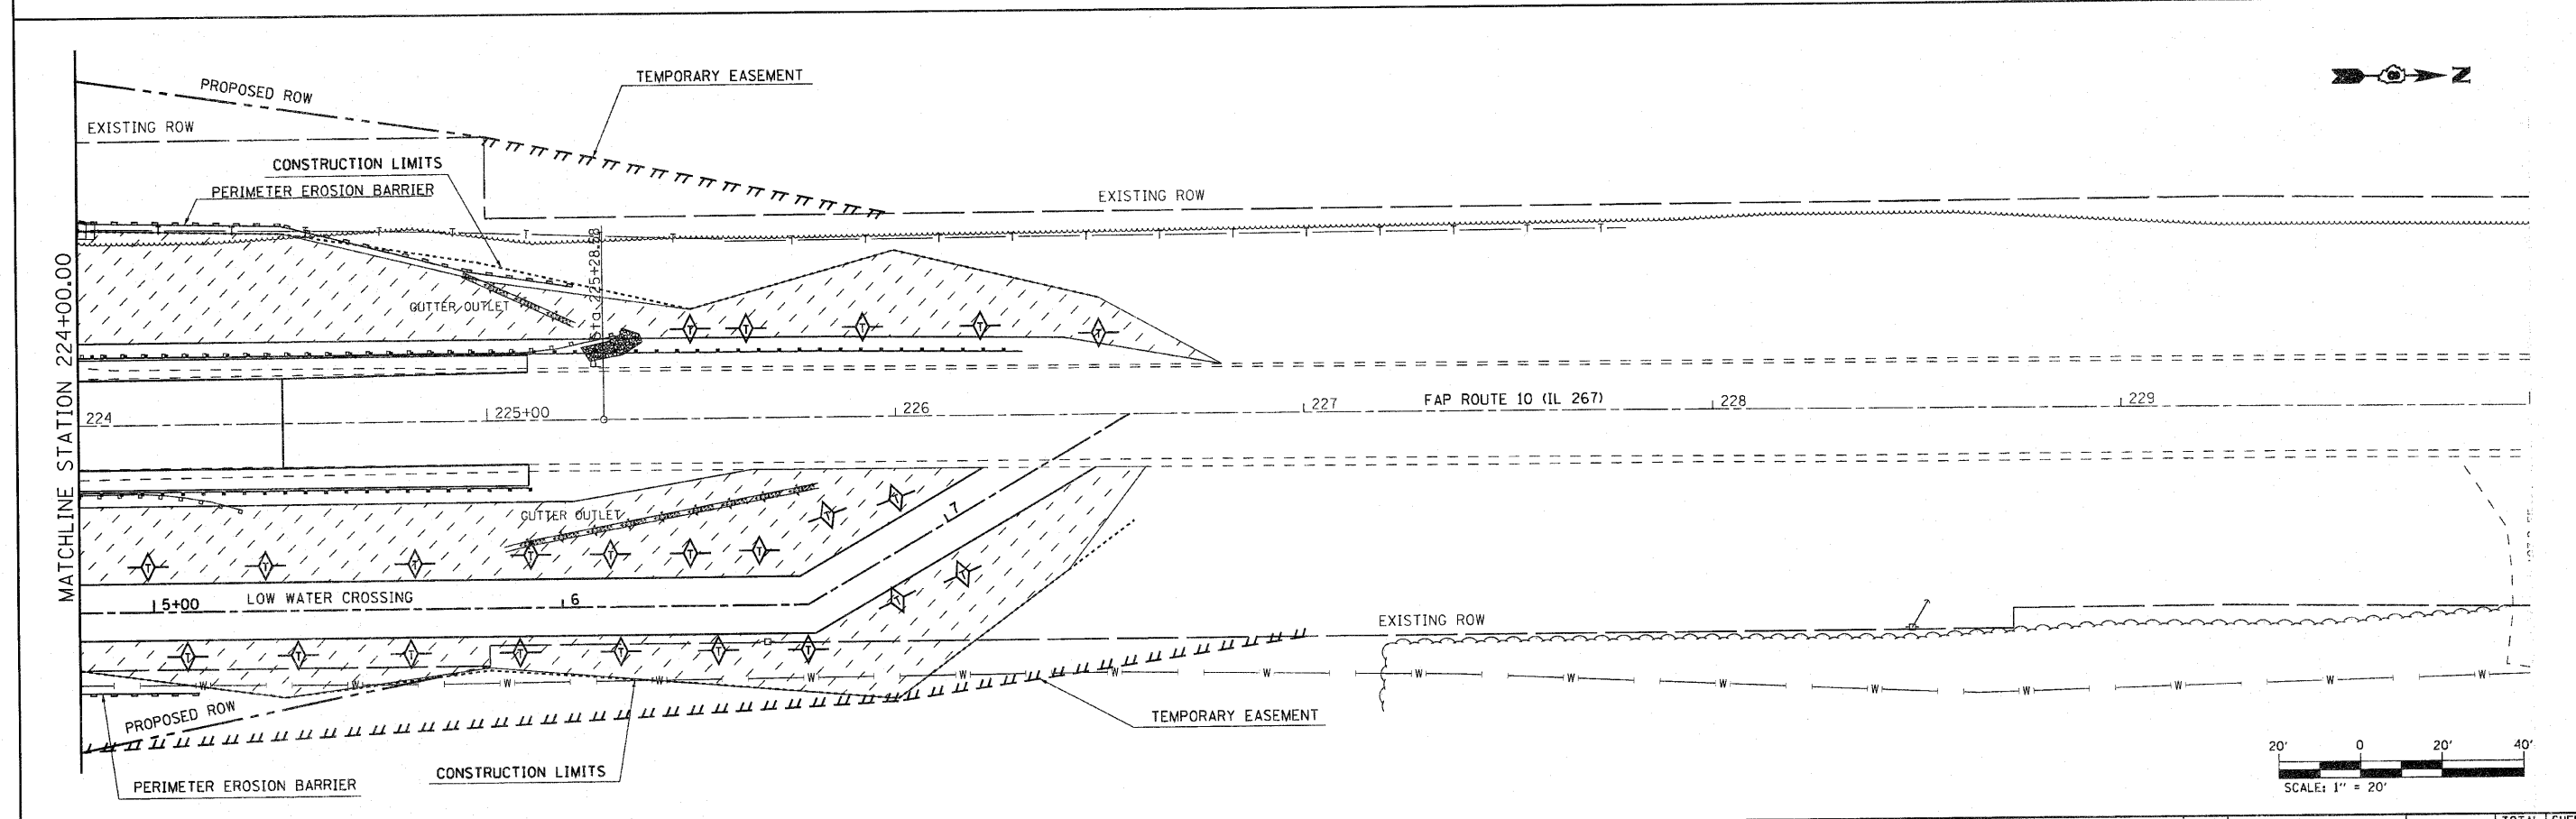 TEMPORARY EASEMENT
N
PROPOSED ROW
EXISTING ROW
CONSTRUCTION LIMITS
PERIMETER EROSION BARRIER
EXISTING ROW
T T T T T T T T T T T T T T T
GUTTER OUTLET
Sta. 225+28.58
MATCHLINE STATION 224+00.00
T T T T T
224
225+00
226
227
FAP ROUTE 10 (IL 267)
228
229
GUTTER OUTLET
7
T T
T T T T T T T
T T
5+00
LOW WATER CROSSING
6
EXISTING ROW
T T T T T T T
W W W W W W W W W W W W W W W W
PROPOSED ROW
TEMPORARY EASEMENT
PERIMETER EROSION BARRIER
CONSTRUCTION LIMITS
20' 0 20' 40'
SCALE: 1" = 20'